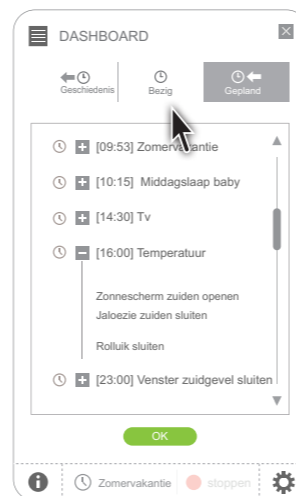 DASHBOARD
Geschiedenis Bezig Gepland
[09:53] Zomervakantie
[10:15] Middagslaap baby
[14:30] Tv
[16:00] Temperatuur
Zonnescherm zuiden openen
Jaloezie zuiden sluiten
Rolluik sluiten
[23:00] Venster zuidgevel sluiten
OK
Zomervakantie stoppen